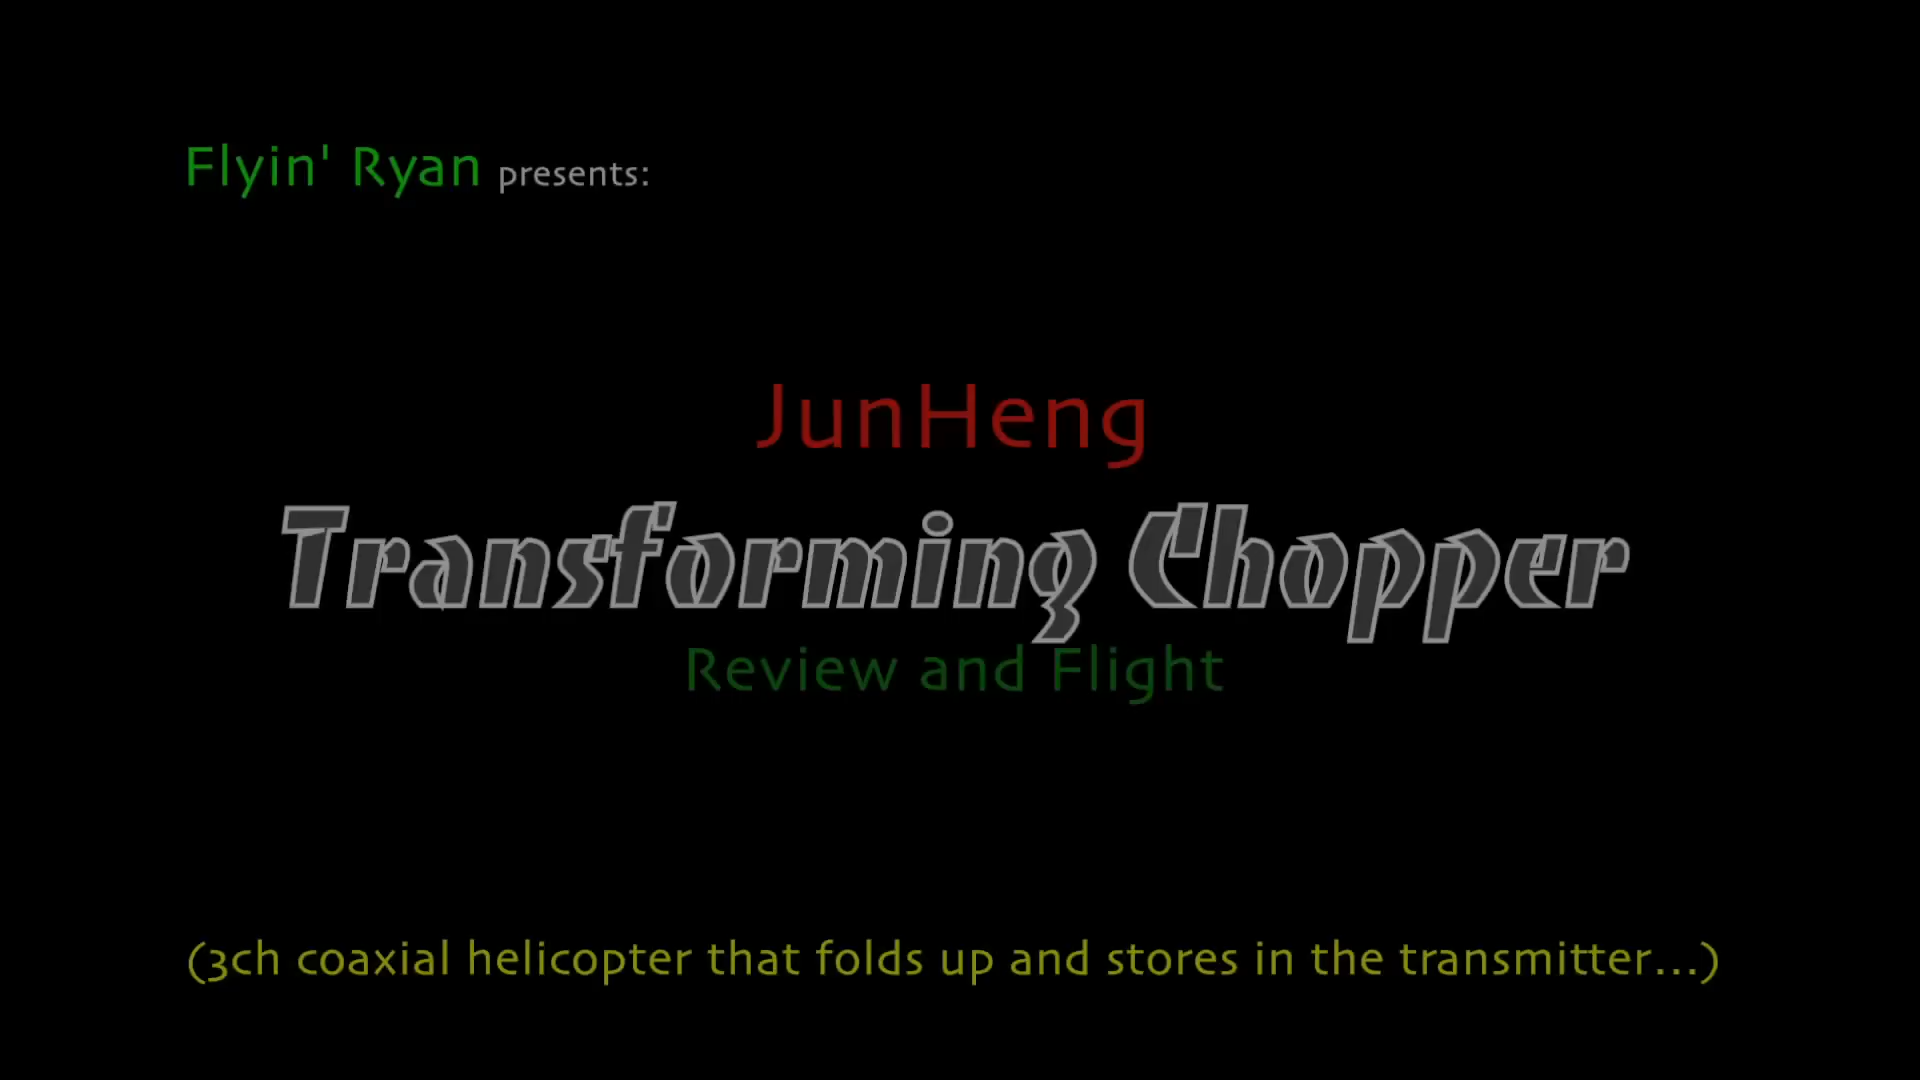 Flyin' Ryan presents:
JunHeng
Transforming Chopper
Review and Flight
(3ch coaxial helicopter that folds up and stores in the transmitter...)